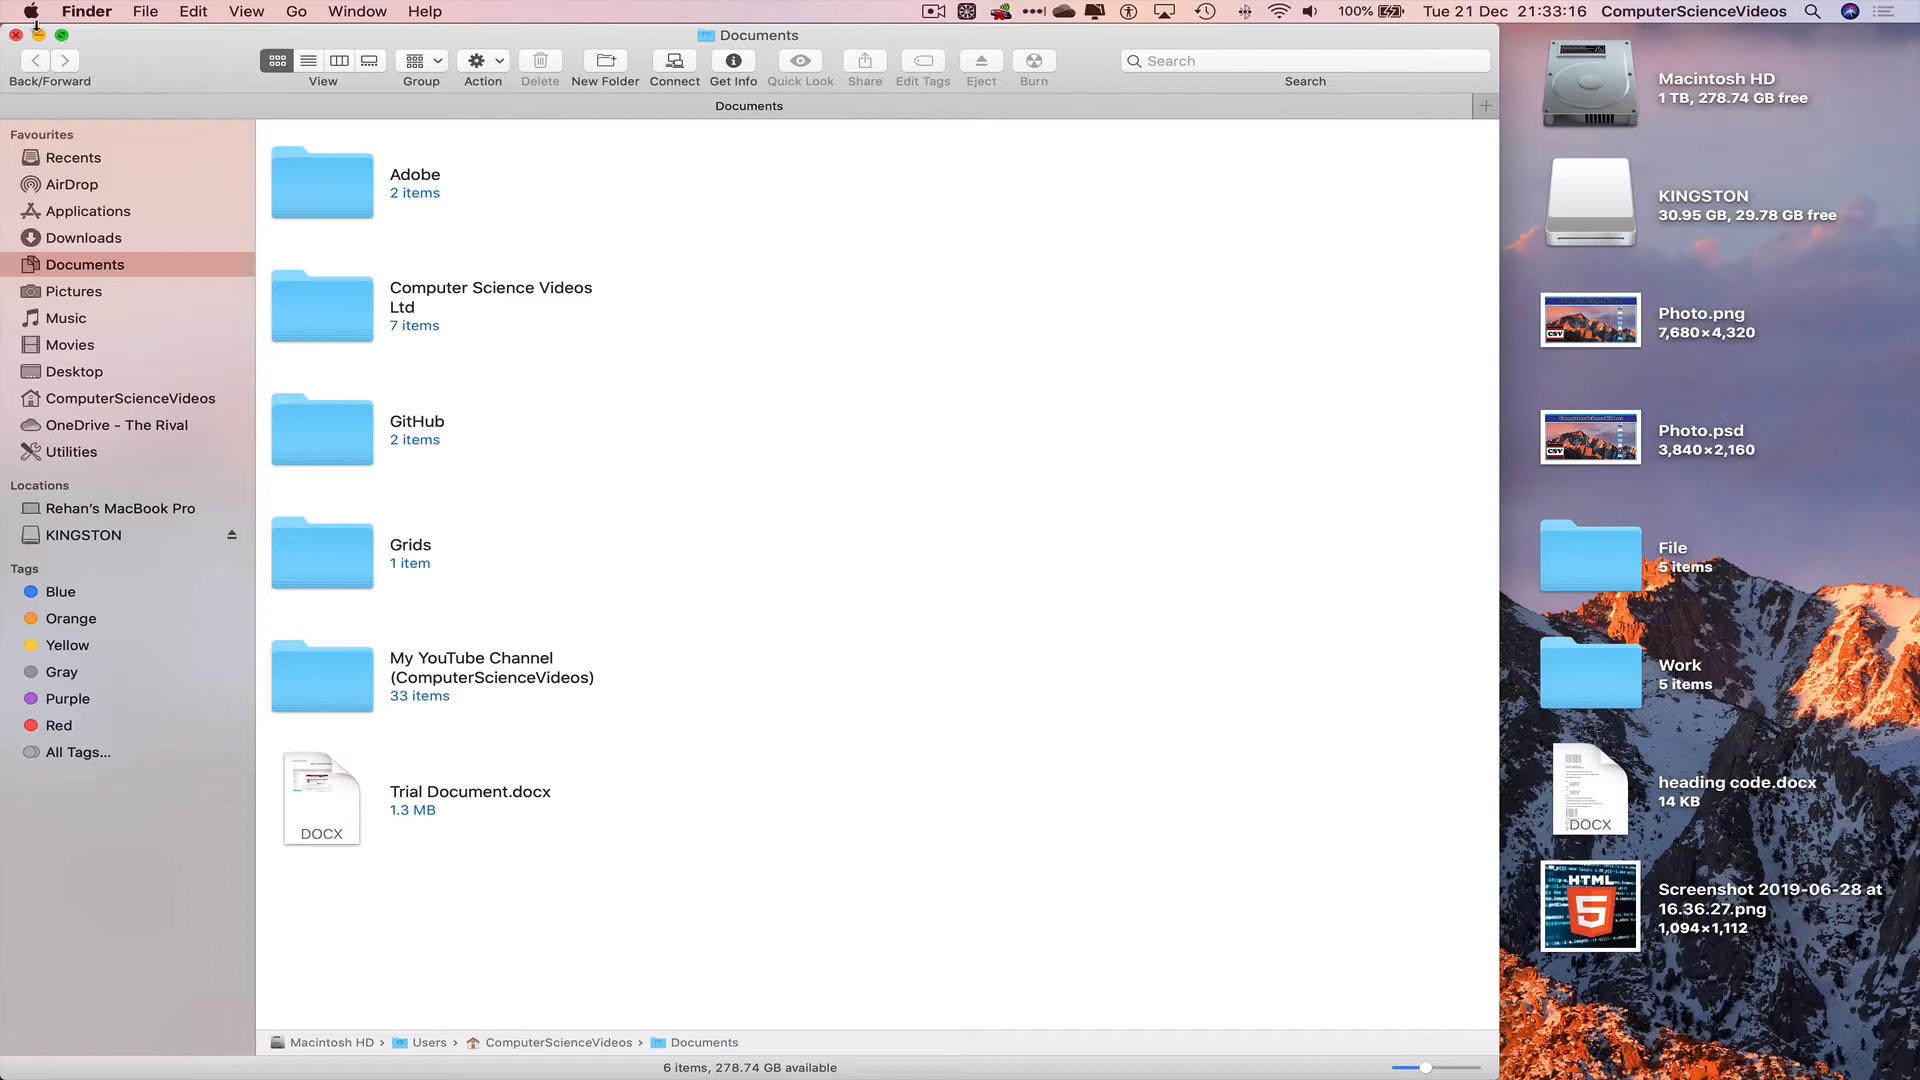 Finder File Edit View Go Window Help 100% Tue 21 Dec 21:33:16 ComputerScienceVideos
Documents
Search
Back/Forward View Group Action Delete New Folder Connect Get Info Quick Look Share Edit Tags Eject Burn Search
Documents
Favourites
Recents
AirDrop
Applications
Downloads
Documents
Pictures
Music
Movies
Desktop
ComputerScienceVideos
OneDrive - The Rival
Utilities
Locations
Rehan's MacBook Pro
KINGSTON
Tags
Blue
Orange
Yellow
Gray
Purple
Red
All Tags...
Adobe
2 items
Computer Science Videos
Ltd
7 items
GitHub
2 items
Grids
1 item
My YouTube Channel
(ComputerScienceVideos)
33 items
DOCX
Trial Document.docx
1.3 MB
Macintosh HD › Users › ComputerScienceVideos › Documents
6 items, 278.74 GB available
Macintosh HD
1 TB, 278.74 GB free
KINGSTON
30.95 GB, 29.78 GB free
CSV
Photo.png
7,680×4,320
CSV
Photo.psd
3,840×2,160
File
5 items
Work
5 items
DOCX
heading code.docx
14 KB
HTML
5
Screenshot 2019-06-28 at
16.36.27.png
1,094×1,112